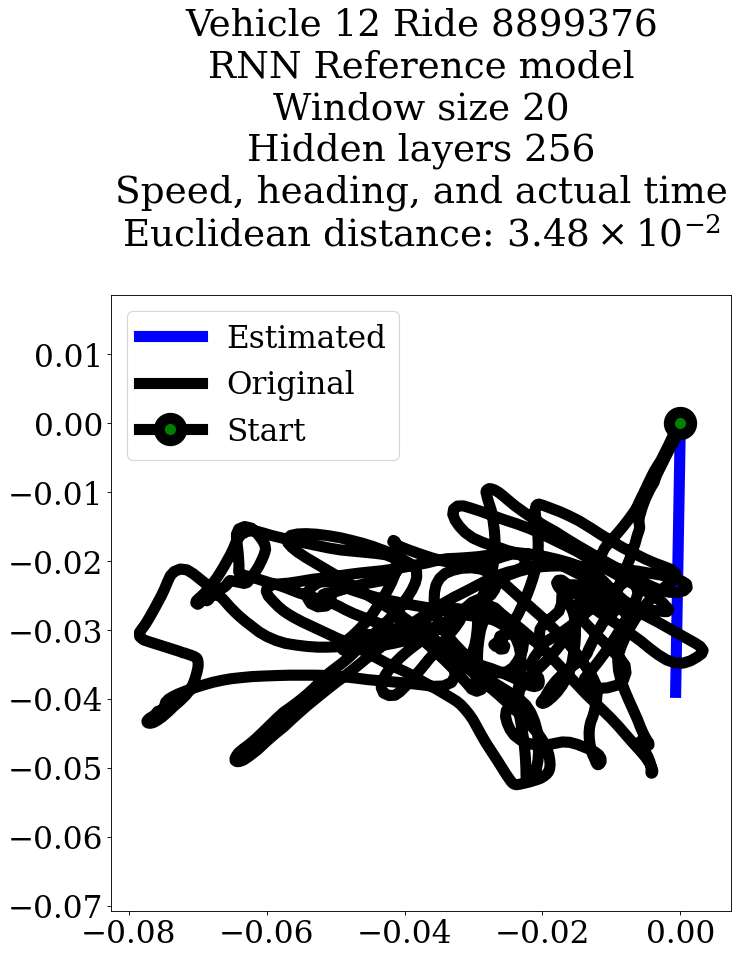 Vehicle 12 Ride 8899376
RNN Reference model
Window size 20
Hidden layers 256
Speed, heading, and actual time
Euclidean distance: 3.48 × 10⁻²
Estimated
Original
Start
0.01
0.00
−0.01
−0.02
−0.03
−0.04
−0.05
−0.06
−0.07
−0.08 −0.06 −0.04 −0.02 0.00